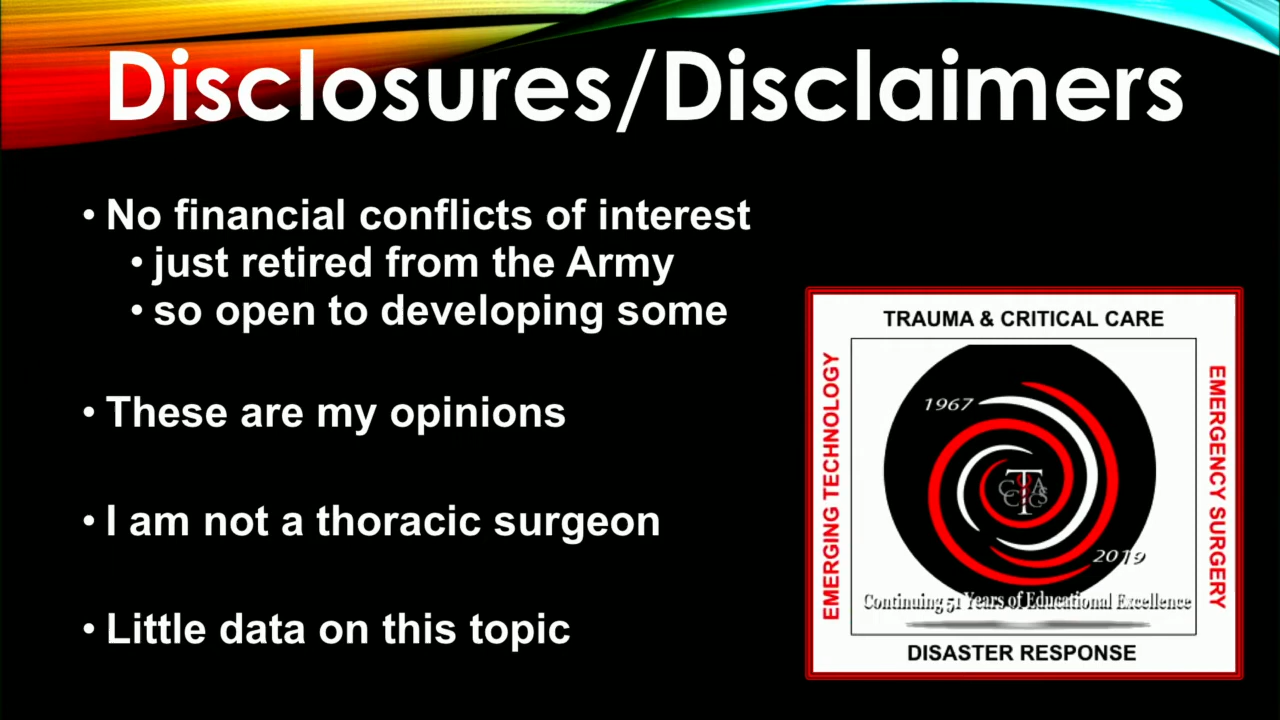 Disclosures/Disclaimers
• No financial conflicts of interest
• just retired from the Army
• so open to developing some
• These are my opinions
• I am not a thoracic surgeon
• Little data on this topic
TRAUMA & CRITICAL CARE
EMERGING TECHNOLOGY
EMERGENCY SURGERY
1967
2019
Continuing 51 Years of Educational Excellence
DISASTER RESPONSE